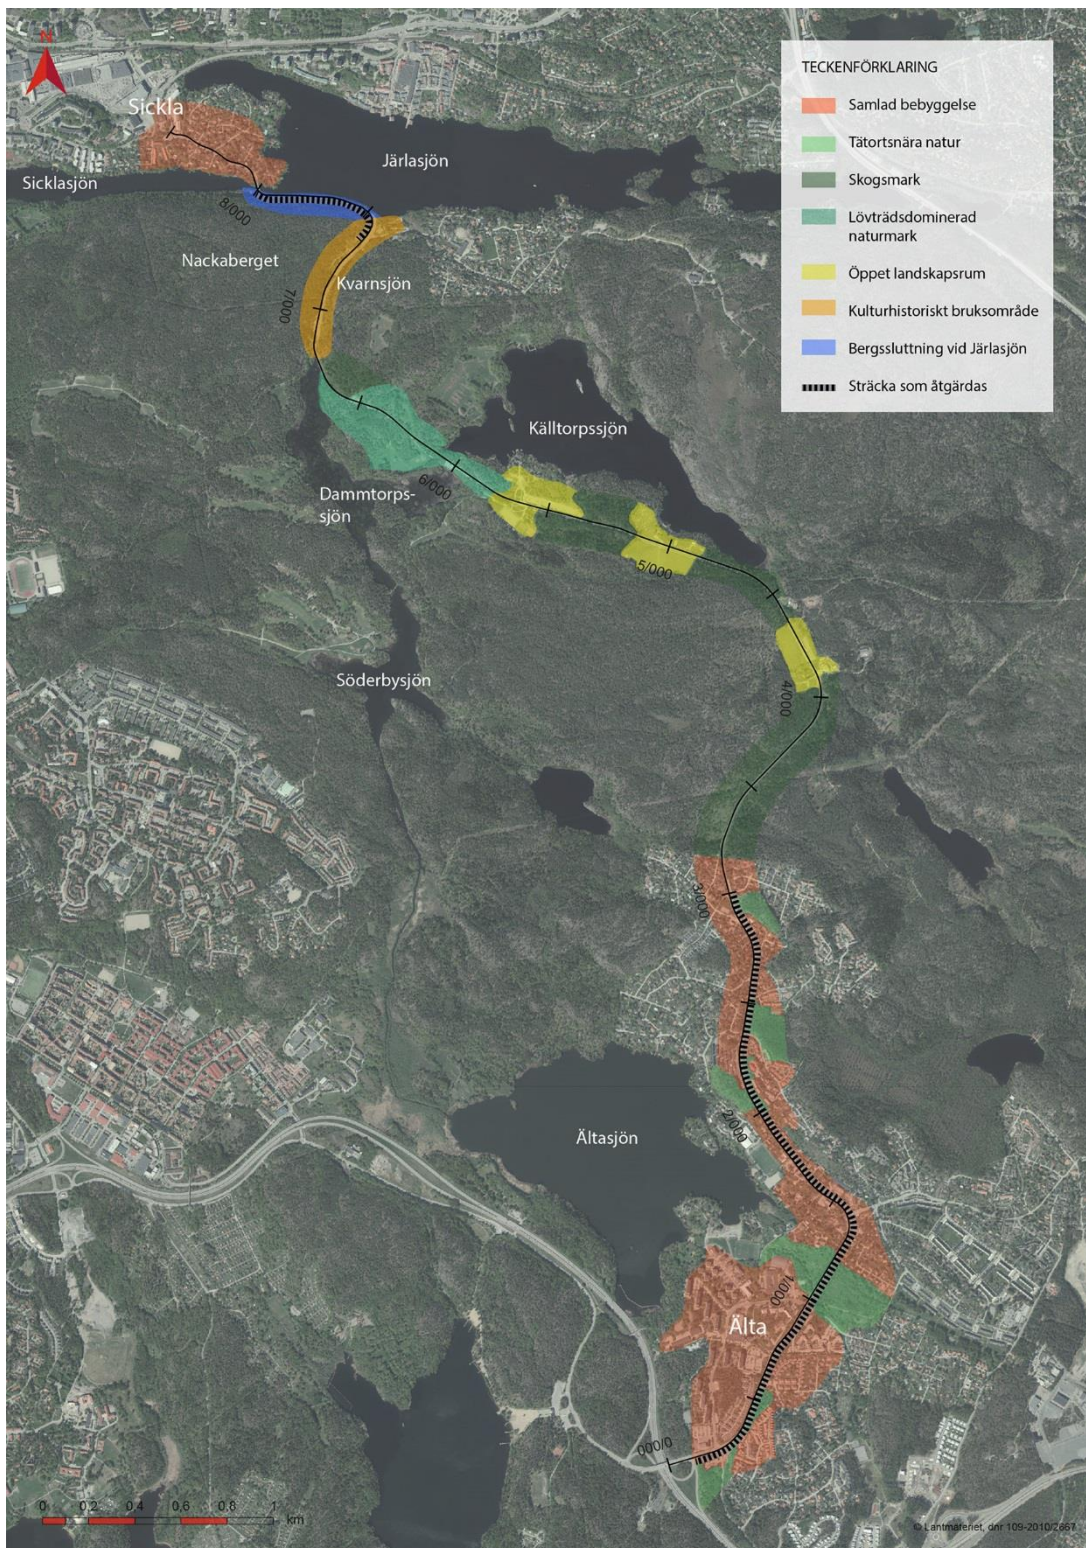 N
TECKENFÖRKLARING
Samlad bebyggelse
Tätortsnära natur
Skogsmark
Lövträdsdominerad
naturmark
Öppet landskapsrum
Kulturhistoriskt bruksområde
Bergssluttning vid Järlasjön
Sträcka som åtgärdas
Sickla
Järlasjön
Sicklasjön
8/000
Nackaberget
Kvarnsjön
7/000
Källtorpssjön
6/000
Dammtorps-
sjön
5/000
Söderbysjön
4/000
3/000
2/000
Ältasjön
1/000
Älta
0/000
0 0,2 0,4 0,6 0,8 1
km
© Lantmäteriet, dnr 109-2010/2667